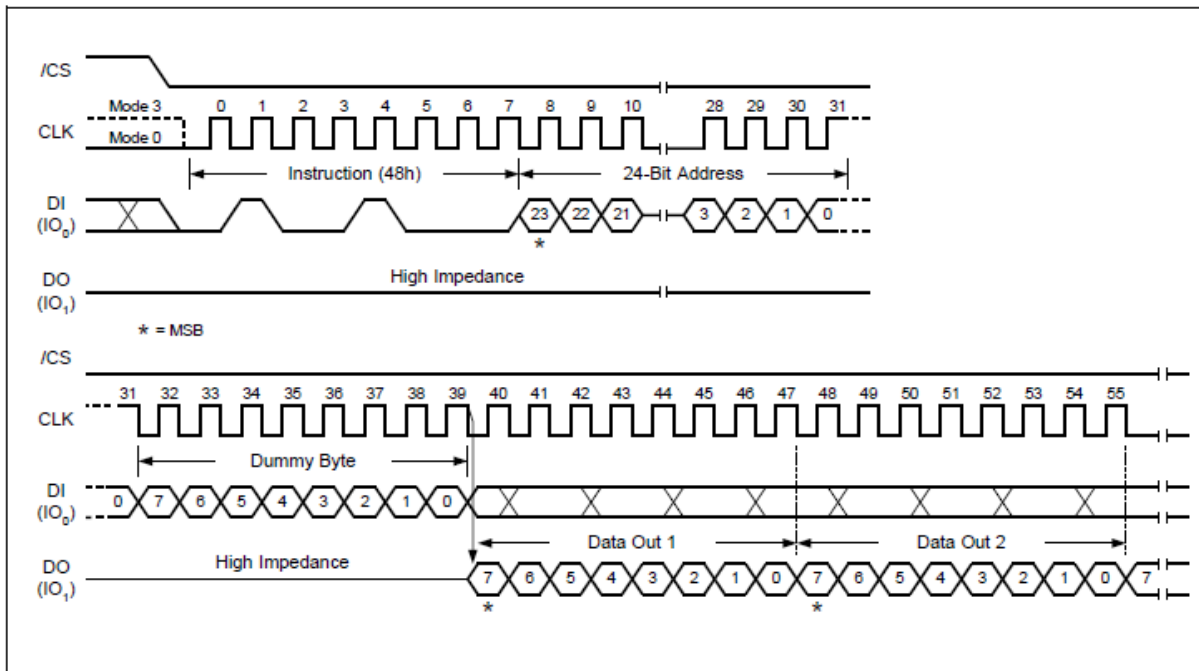 /CS
Mode 3 0 1 2 3 4 5 6 7 8 9 10 28 29 30 31
CLK
Mode 0
Instruction (48h) 24-Bit Address
DI
(IO0)
23 22 21 3 2 1 0
*
High Impedance
DO
(IO1)
* = MSB
/CS
31 32 33 34 35 36 37 38 39 40 41 42 43 44 45 46 47 48 49 50 51 52 53 54 55
CLK
Dummy Byte
DI
(IO0)
0 7 6 5 4 3 2 1 0
Data Out 1 Data Out 2
High Impedance
DO
(IO1)
7 6 5 4 3 2 1 0 7 6 5 4 3 2 1 0 7
* *